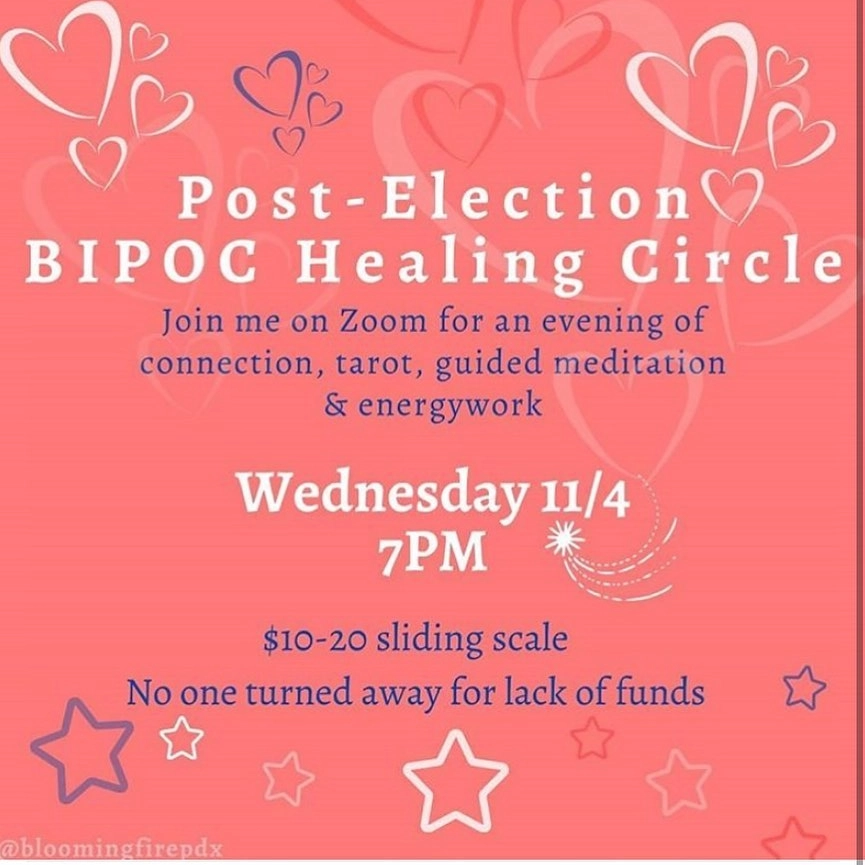 Post-Election
BIPOC Healing Circle
Join me on Zoom for an evening of
connection, tarot, guided meditation
& energywork
Wednesday 11/4
7PM
$10-20 sliding scale
No one turned away for lack of funds
@bloomingfirepdx